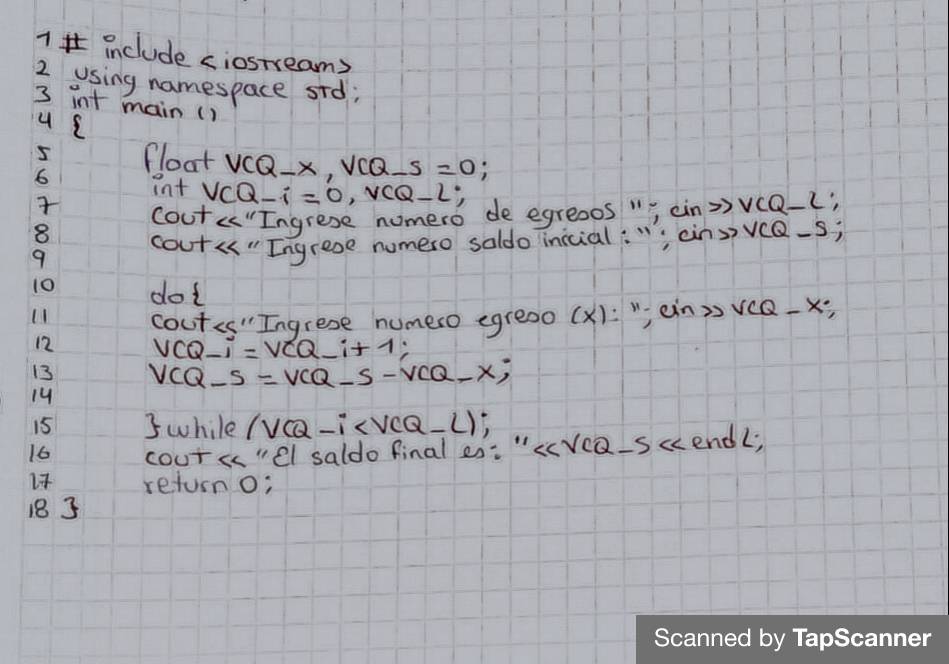 1 # include <iostream>
2 using namespace std;
3 int main ()
4 {
5 float VCQ_x, VCQ_s = 0;
6 int VCQ_i = 0, VCQ_L;
7 cout<<"Ingrese numero de egresos "; cin>>VCQ_L;
8 cout<<"Ingrese numero saldo inicial : "; cin>>VCQ_s;
9
10 do{
11 cout<<"Ingrese numero egreso (x): "; cin>>VCQ_x;
12 VCQ_i = VCQ_i + 1;
13 VCQ_s = VCQ_s - VCQ_x;
14
15 }while (VCQ_i<VCQ_L);
16 cout << "El saldo final es: "<<VCQ_s<<endL;
17 return 0;
18 }
Scanned by TapScanner